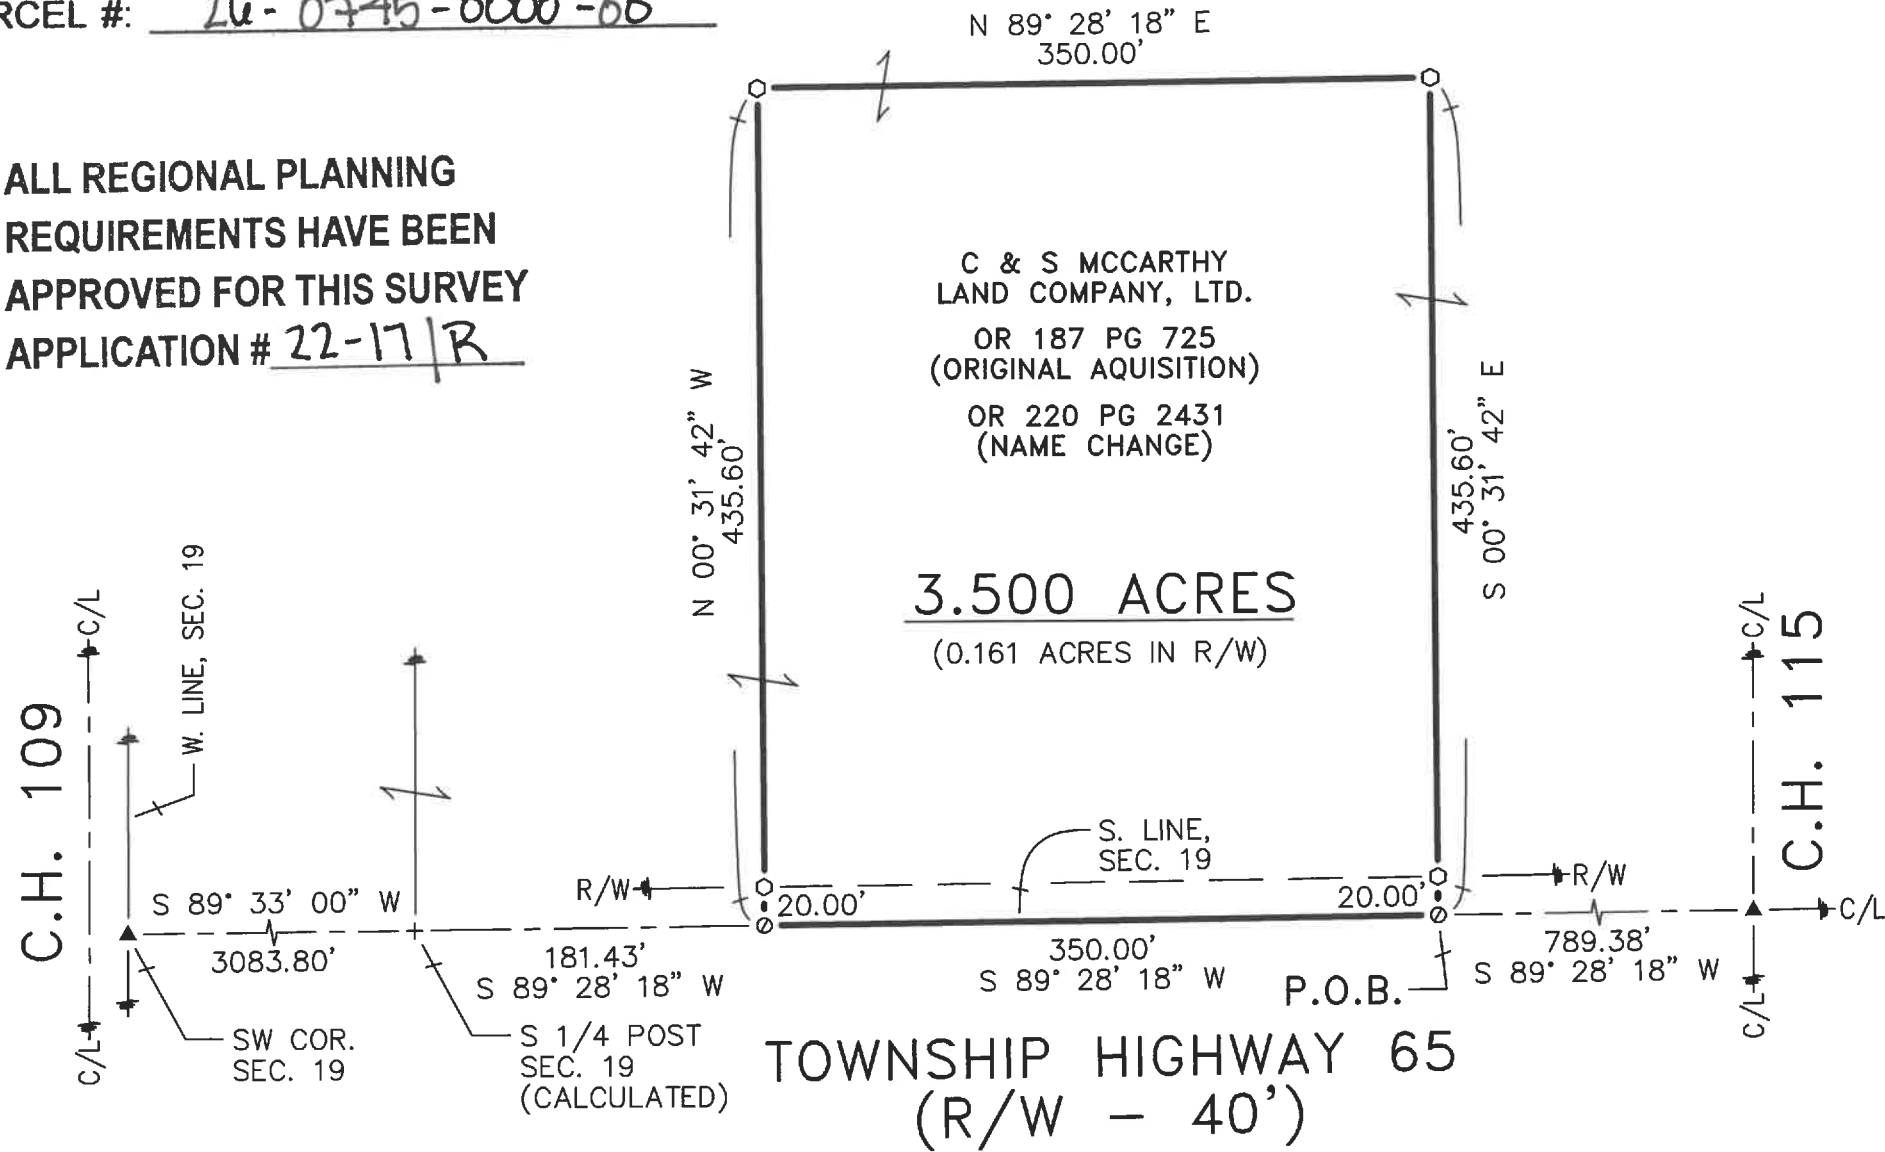 RCEL #: 26-0745-0000-00
N 89° 28' 18" E
350.00'
ALL REGIONAL PLANNING
REQUIREMENTS HAVE BEEN
APPROVED FOR THIS SURVEY
APPLICATION # 22-17|R
C & S MCCARTHY
LAND COMPANY, LTD.
OR 187 PG 725
(ORIGINAL AQUISITION)
OR 220 PG 2431
(NAME CHANGE)
N 00° 31' 42" W
435.60'
435.60'
S 00° 31' 42" E
3.500 ACRES
(0.161 ACRES IN R/W)
C.H. 109
C/L
W. LINE, SEC. 19
C/L
C.H. 115
S. LINE,
SEC. 19
R/W
R/W
20.00'
20.00'
S 89° 33' 00" W
3083.80'
181.43'
S 89° 28' 18" W
350.00'
S 89° 28' 18" W
P.O.B.
789.38'
S 89° 28' 18" W
C/L
C/L
C/L
SW COR.
SEC. 19
S 1/4 POST
SEC. 19
(CALCULATED)
TOWNSHIP HIGHWAY 65
(R/W - 40')